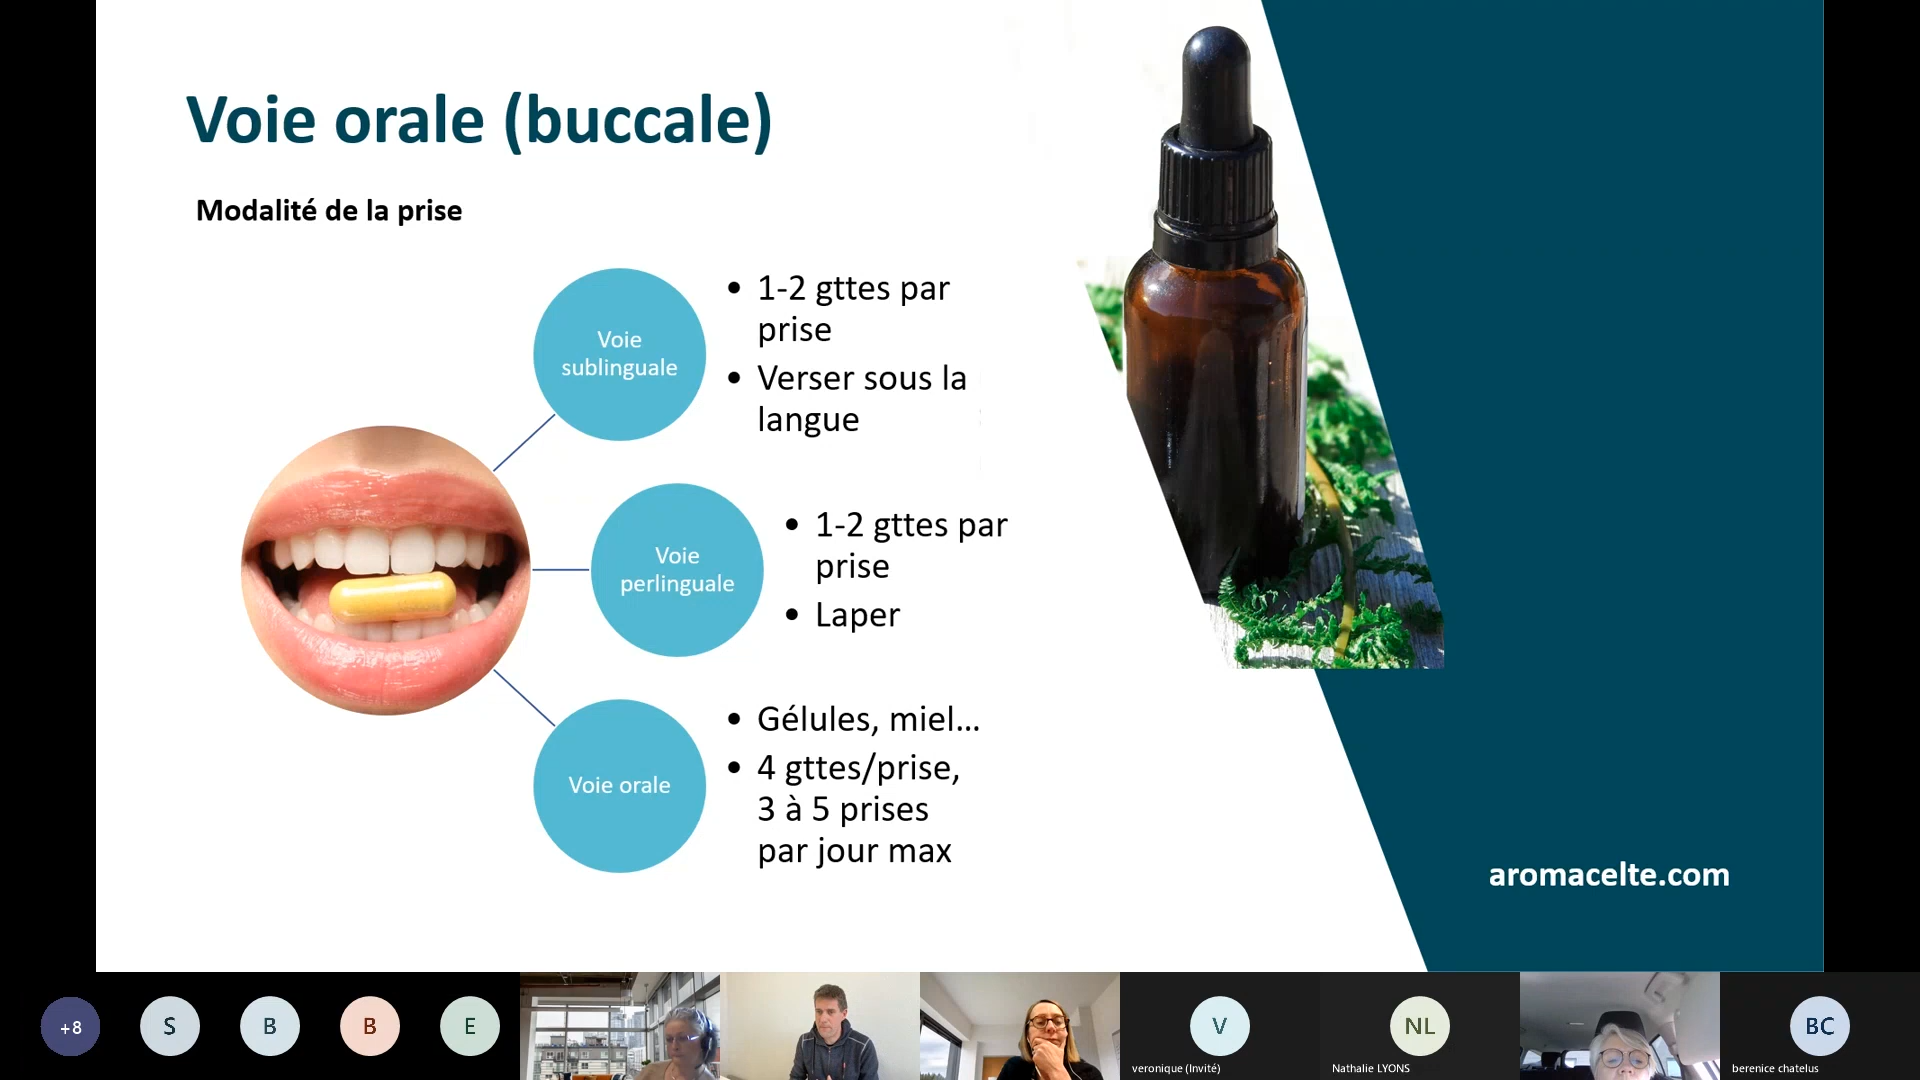 Voie orale (buccale)
Modalité de la prise
Voie
sublinguale
• 1-2 gttes par
prise
• Verser sous la
langue
Voie
perlinguale
• 1-2 gttes par
prise
• Laper
Voie orale
• Gélules, miel...
• 4 gttes/prise,
3 à 5 prises
par jour max
aromacelte.com
+8
S
B
B
E
V
veronique (Invité)
NL
Nathalie LYONS
BC
berenice chatelus